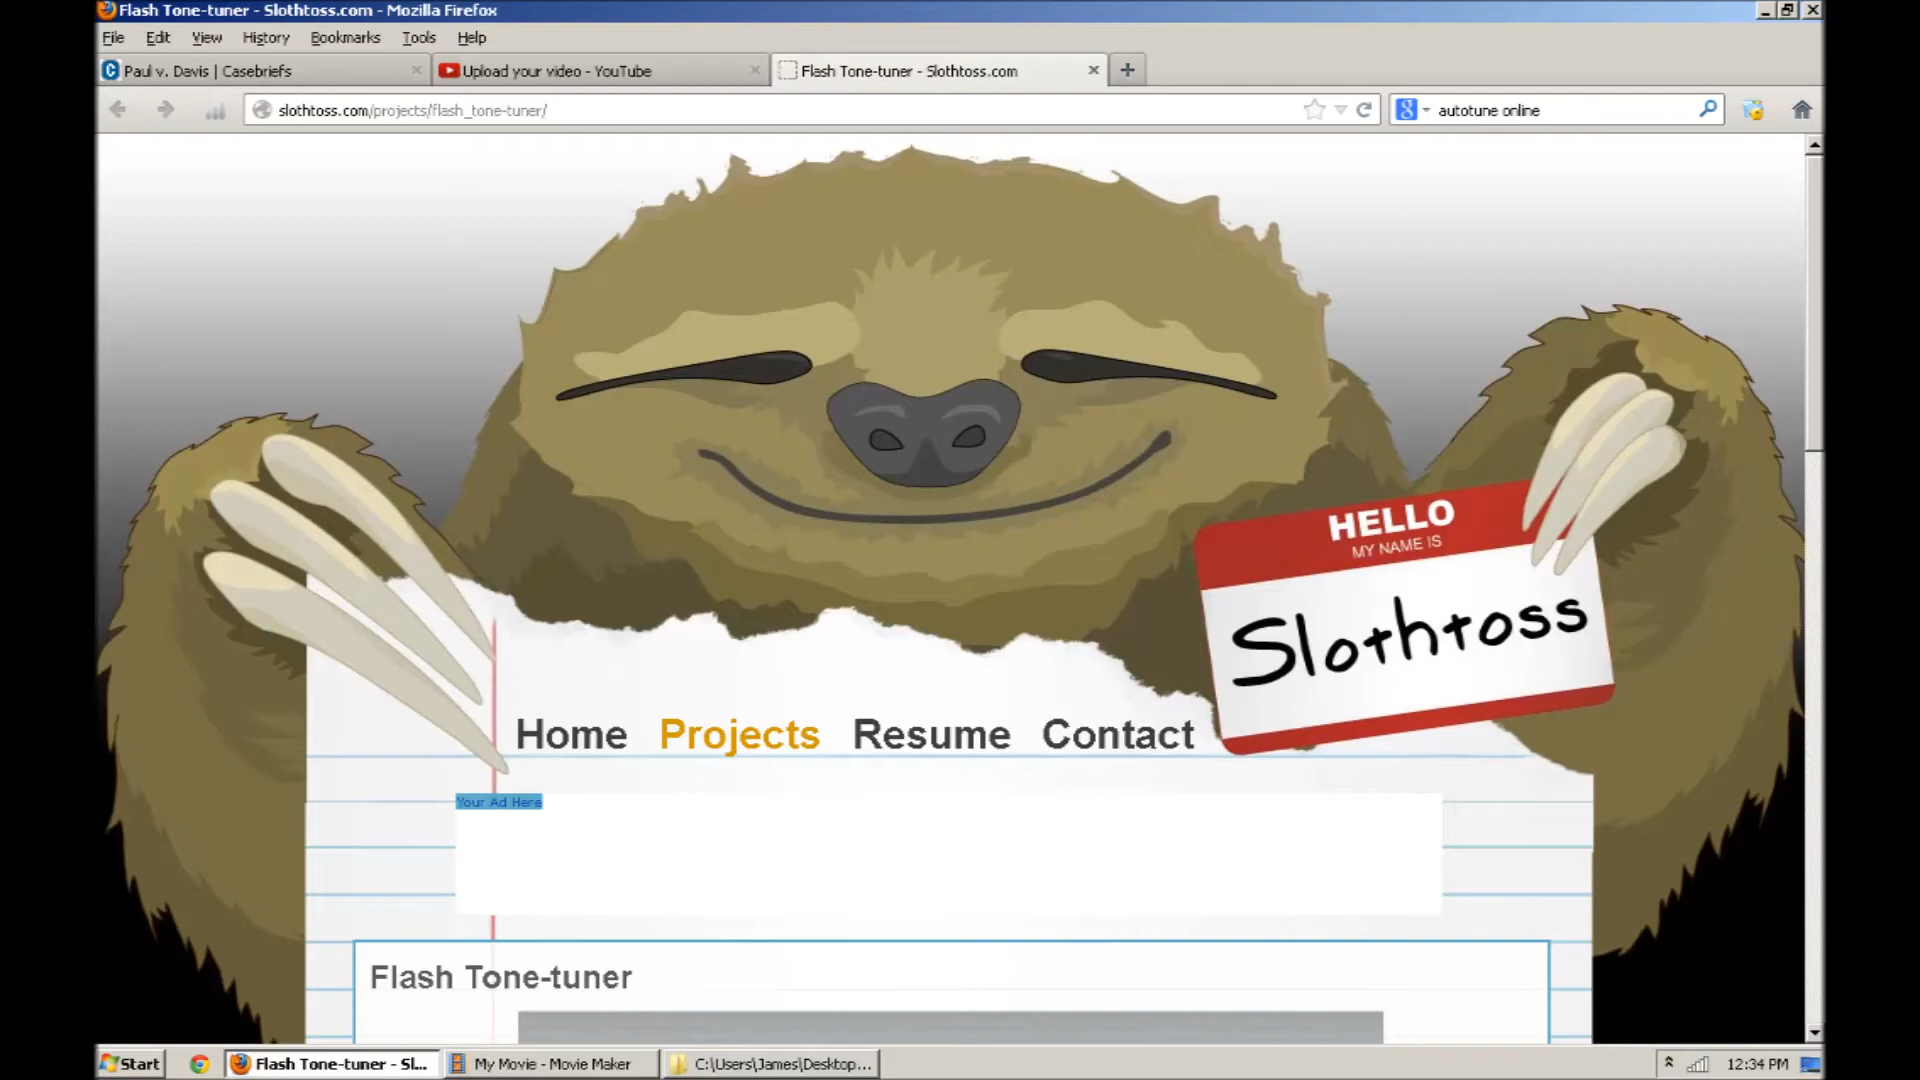 Flash Tone-tuner - Slothtoss.com - Mozilla Firefox
File Edit View History Bookmarks Tools Help
Paul v. Davis | Casebriefs
Upload your video - YouTube
Flash Tone-tuner - Slothtoss.com
slothtoss.com/projects/flash_tone-tuner/
autotune online
HELLO
MY NAME IS
Slothtoss
Home Projects Resume Contact
Your Ad Here
Flash Tone-tuner
Start
Flash Tone-tuner - Sl...
My Movie - Movie Maker
C:\Users\James\Desktop...
12:34 PM